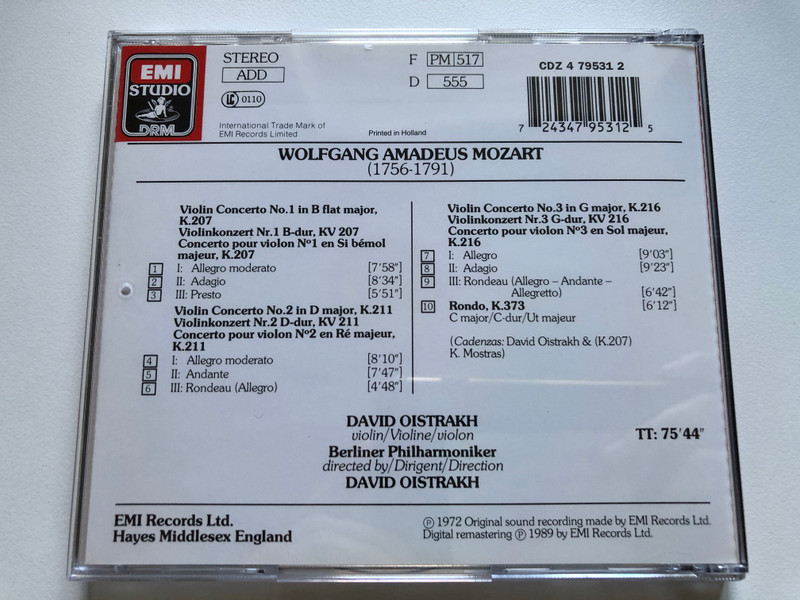 EMI
STUDIO
DRM
STEREO
ADD
LC 0110
F PM 517
D 555
CDZ 4 79531 2
7 24347 95312 5
International Trade Mark of
EMI Records Limited
Printed in Holland
WOLFGANG AMADEUS MOZART
(1756-1791)
Violin Concerto No.1 in B flat major,
K.207
Violinkonzert Nr.1 B-dur, KV 207
Concerto pour violon Nº1 en Si bémol
majeur, K.207
1 I: Allegro moderato [7'58"]
2 II: Adagio [8'34"]
3 III: Presto [5'51"]
Violin Concerto No.2 in D major, K.211
Violinkonzert Nr.2 D-dur, KV 211
Concerto pour violon Nº2 en Ré majeur,
K.211
4 I: Allegro moderato [8'10"]
5 II: Andante [7'47"]
6 III: Rondeau (Allegro) [4'48"]
Violin Concerto No.3 in G major, K.216
Violinkonzert Nr.3 G-dur, KV 216
Concerto pour violon Nº3 en Sol majeur,
K.216
7 I: Allegro [9'03"]
8 II: Adagio [9'23"]
9 III: Rondeau (Allegro – Andante –
Allegretto) [6'42"]
10 Rondo, K.373 [6'12"]
C major/C-dur/Ut majeur
(Cadenzas: David Oistrakh & (K.207)
K. Mostras)
DAVID OISTRAKH
violin/Violine/violon
Berliner Philharmoniker
directed by/Dirigent/Direction
DAVID OISTRAKH
TT: 75'44"
EMI Records Ltd.
Hayes Middlesex England
℗ 1972 Original sound recording made by EMI Records Ltd.
Digital remastering ℗ 1989 by EMI Records Ltd.